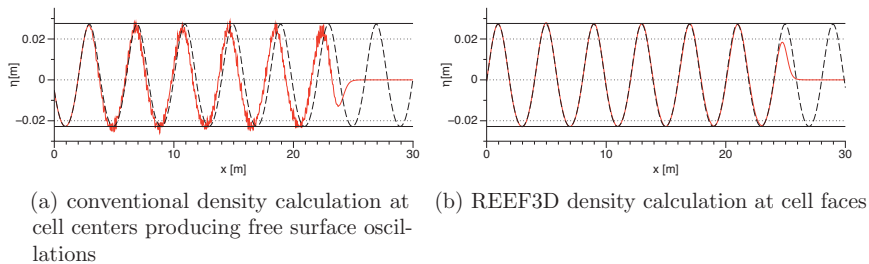 η[m]
0.02
0
−0.02
0
10
20
30
x [m]
η[m]
0.02
0
−0.02
0
10
20
30
x [m]
(a) conventional density calculation at
cell centers producing free surface oscil-
lations
(b) REEF3D density calculation at cell faces